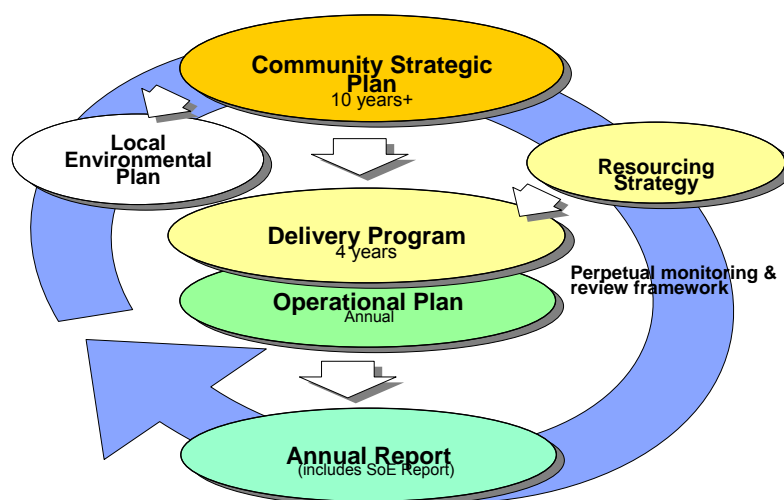 Community Strategic
Plan
10 years+
Local
Environmental
Plan
Resourcing
Strategy
Delivery Program
4 years
Perpetual monitoring &
review framework
Operational Plan
Annual
Annual Report
(includes SoE Report)